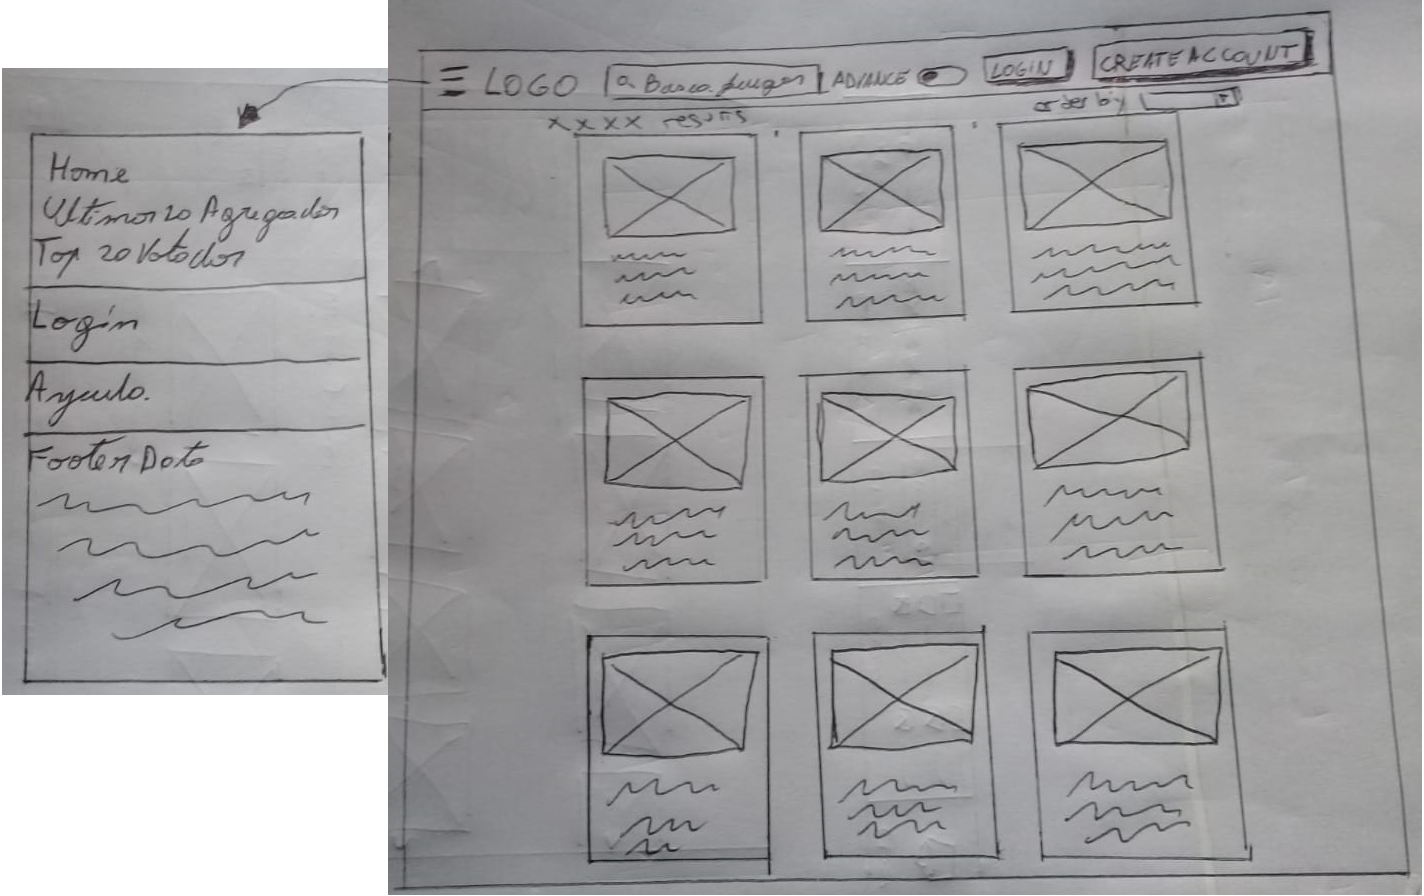 Home
Ultimos 20 Agregados
Top 20 Votados
Login
Ayuda.
Footer Data
LOGO
Busca Juegos
ADVANCE
LOGIN
CREATE ACCOUNT
XXXX results
order by